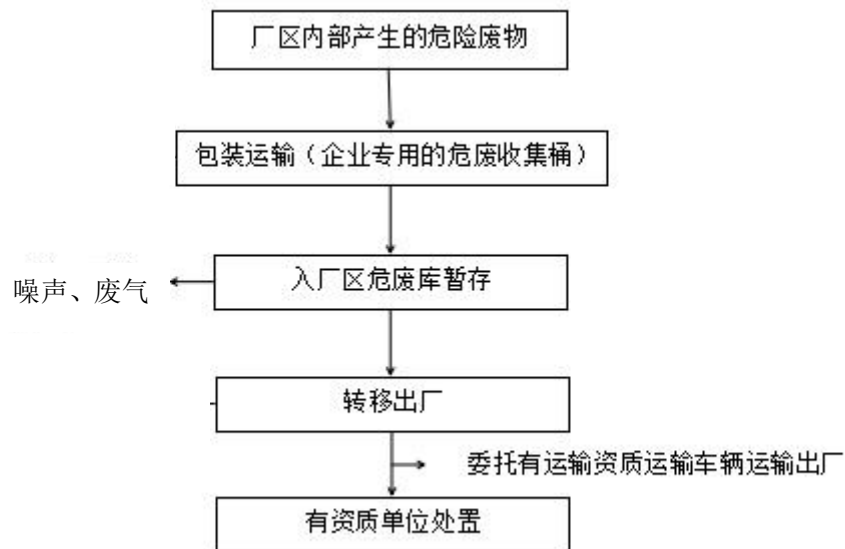 厂区内部产生的危险废物
包装运输（企业专用的危废收集桶）
入厂区危废库暂存
噪声、废气
转移出厂
委托有运输资质运输车辆运输出厂
有资质单位处置